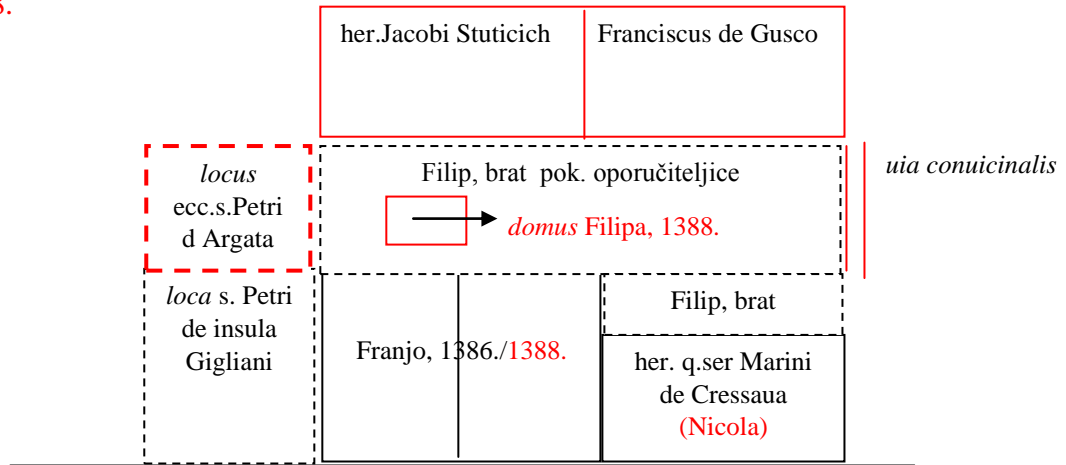 her.Jacobi Stuticich
Franciscus de Gusco
locus
ecc.s.Petri
d Argata
Filip, brat pok. oporučiteljice
domus Filipa, 1388.
uia conuicinalis
loca s. Petri
de insula
Gigliani
Franjo, 1386./1388.
Filip, brat
her. q.ser Marini
de Cressaua
(Nicola)